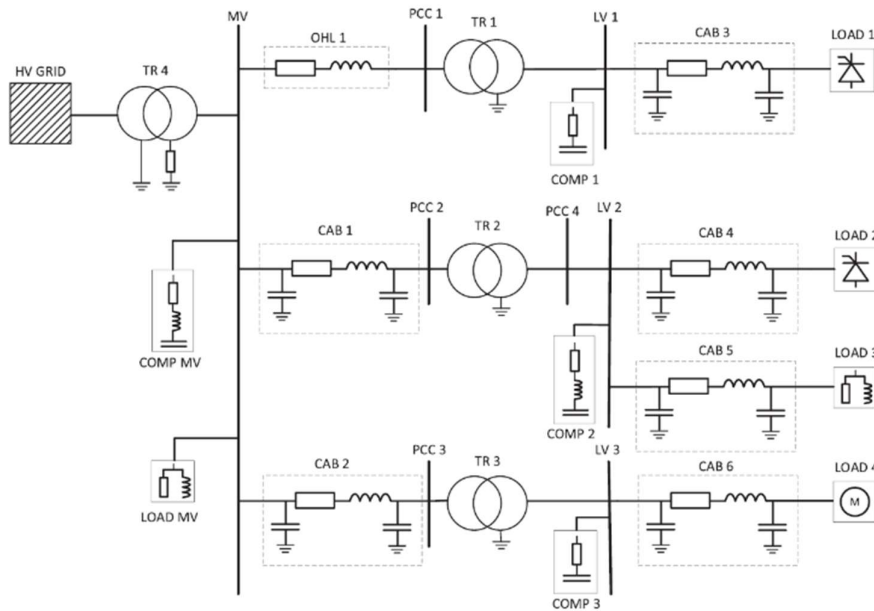 MV
PCC 1
TR 1
LV 1
OHL 1
CAB 3
LOAD 1
HV GRID
TR 4
COMP 1
PCC 2
TR 2
PCC 4
LV 2
CAB 1
CAB 4
LOAD 2
COMP MV
CAB 5
LOAD 3
COMP 2
PCC 3
TR 3
LV 3
CAB 2
CAB 6
LOAD 4
M
LOAD MV
COMP 3